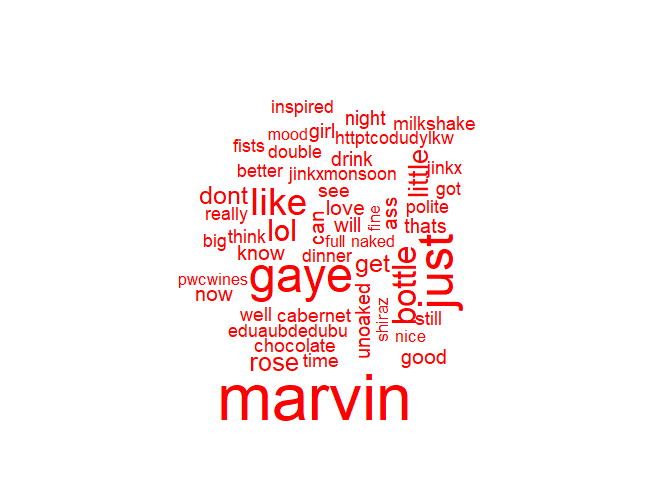 inspired
night
milkshake
mood
girl
httptcodudylkw
fists
double
drink
better
jinkxmonsoon
little
jinkx
got
dont
like
see
love
can
will
fine
ass
polite
thats
really
lol
big
think
know
full
naked
dinner
gaye
get
bottle
just
pwcwines
now
well
cabernet
unoaked
shiraz
still
eduaubdedubu
nice
chocolate
rose
time
good
marvin